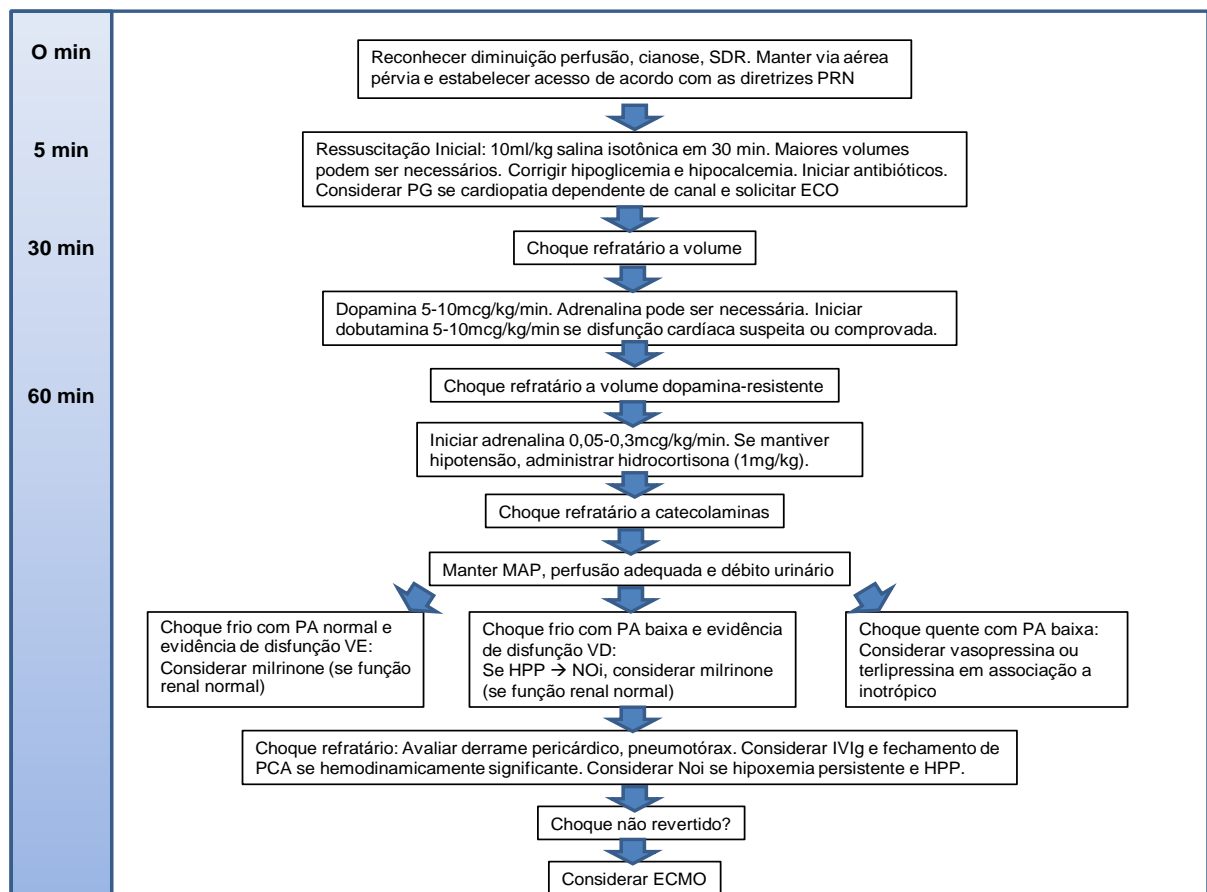 O min
Reconhecer diminuição perfusão, cianose, SDR. Manter via aérea
pérvia e estabelecer acesso de acordo com as diretrizes PRN
5 min
Ressuscitação Inicial: 10ml/kg salina isotônica em 30 min. Maiores volumes
podem ser necessários. Corrigir hipoglicemia e hipocalcemia. Iniciar antibióticos.
Considerar PG se cardiopatia dependente de canal e solicitar ECO
30 min
Choque refratário a volume
Dopamina 5-10mcg/kg/min. Adrenalina pode ser necessária. Iniciar
dobutamina 5-10mcg/kg/min se disfunção cardíaca suspeita ou comprovada.
60 min
Choque refratário a volume dopamina-resistente
Iniciar adrenalina 0,05-0,3mcg/kg/min. Se mantiver
hipotensão, administrar hidrocortisona (1mg/kg).
Choque refratário a catecolaminas
Manter MAP, perfusão adequada e débito urinário
Choque frio com PA normal e
evidência de disfunção VE:
Considerar milrinone (se função
renal normal)
Choque frio com PA baixa e evidência
de disfunção VD:
Se HPP → NOi, considerar milrinone
(se função renal normal)
Choque quente com PA baixa:
Considerar vasopressina ou
terlipressina em associação a
inotrópico
Choque refratário: Avaliar derrame pericárdico, pneumotórax. Considerar IVIg e fechamento de
PCA se hemodinamicamente significante. Considerar Noi se hipoxemia persistente e HPP.
Choque não revertido?
Considerar ECMO